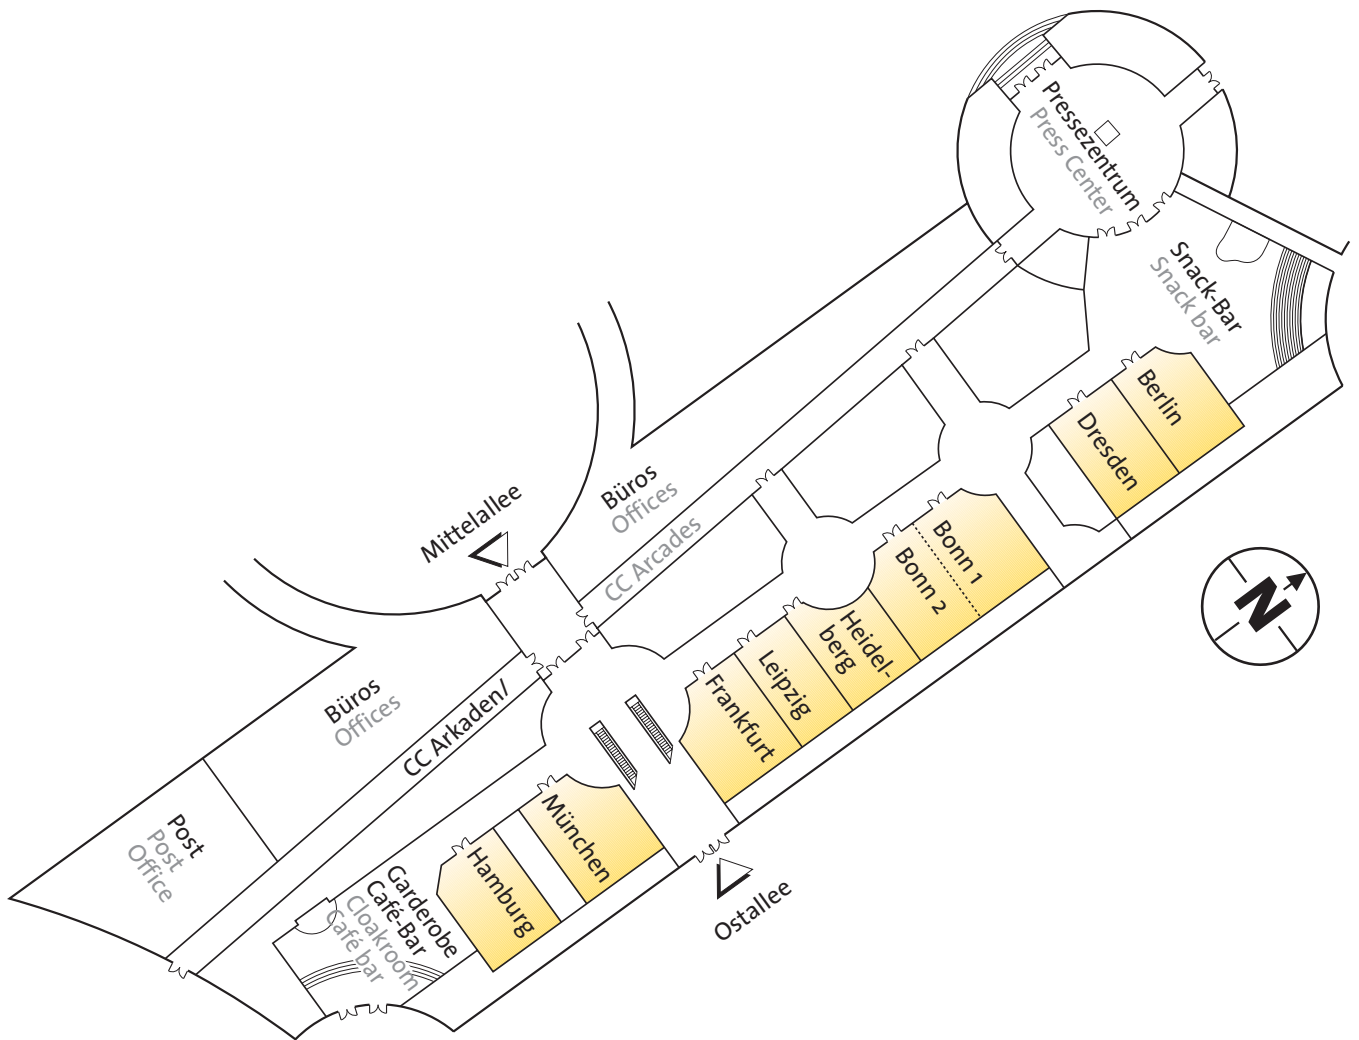 Pressezentrum
Press Center
Snack-Bar
Snack bar
Berlin
Dresden
Büros
Offices
Mittelallee
CC Arkaden/
CC Arcades
Bonn 1
Bonn 2
Heidel-
berg
Leipzig
Frankfurt
N
Büros
Offices
Post
Post
Office
München
Hamburg
Garderobe
Café-Bar
Cloakroom
Café bar
Ostallee